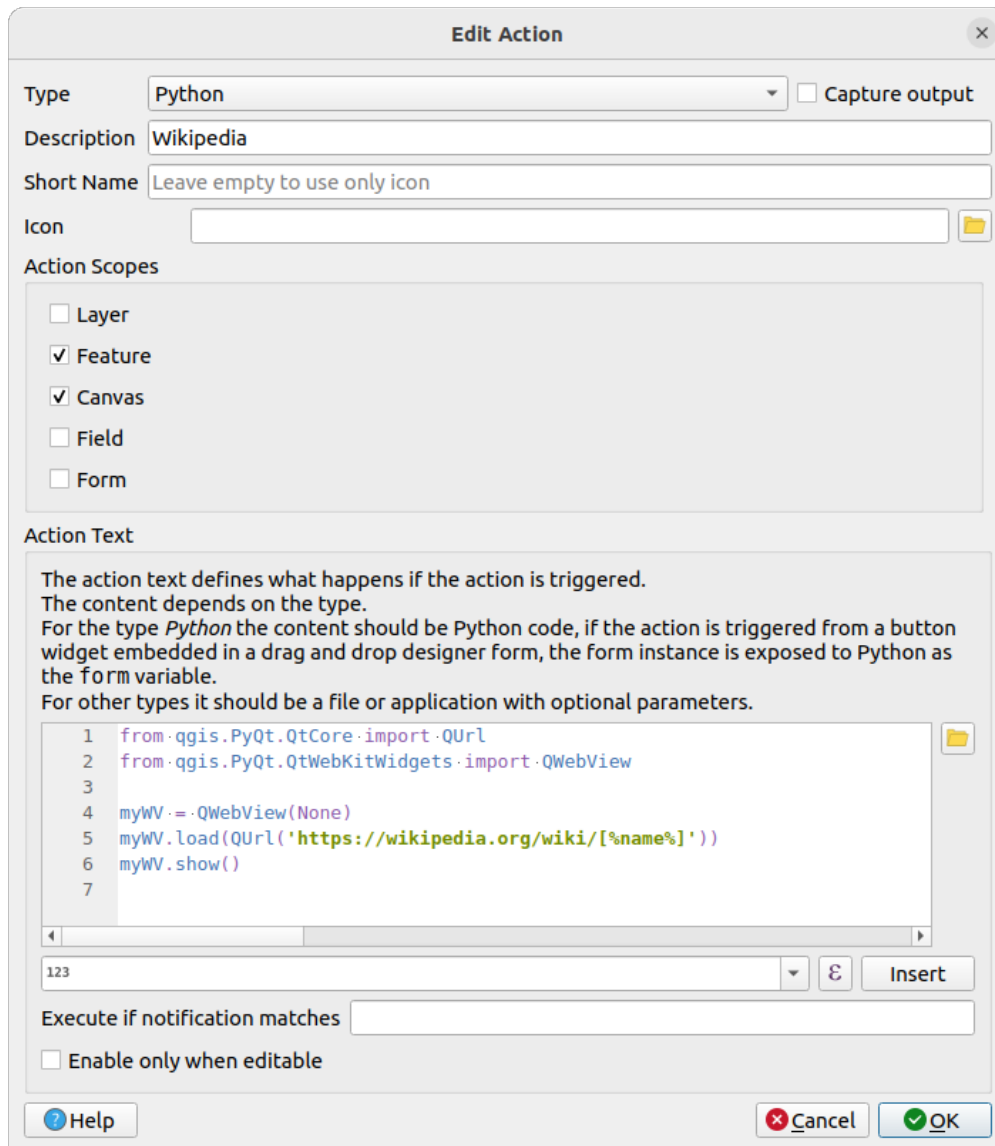 Edit Action
Type Python Capture output
Description Wikipedia
Short Name Leave empty to use only icon
Icon
Action Scopes
Layer
Feature
Canvas
Field
Form
Action Text
The action text defines what happens if the action is triggered.
The content depends on the type.
For the type Python the content should be Python code, if the action is triggered from a button
widget embedded in a drag and drop designer form, the form instance is exposed to Python as
the form variable.
For other types it should be a file or application with optional parameters.
1 from·qgis.PyQt.QtCore·import·QUrl
2 from·qgis.PyQt.QtWebKitWidgets·import·QWebView
3
4 myWV·=·QWebView(None)
5 myWV.load(QUrl('https://wikipedia.org/wiki/[%name%]'))
6 myWV.show()
7
123 ε Insert
Execute if notification matches
Enable only when editable
? Help Cancel OK